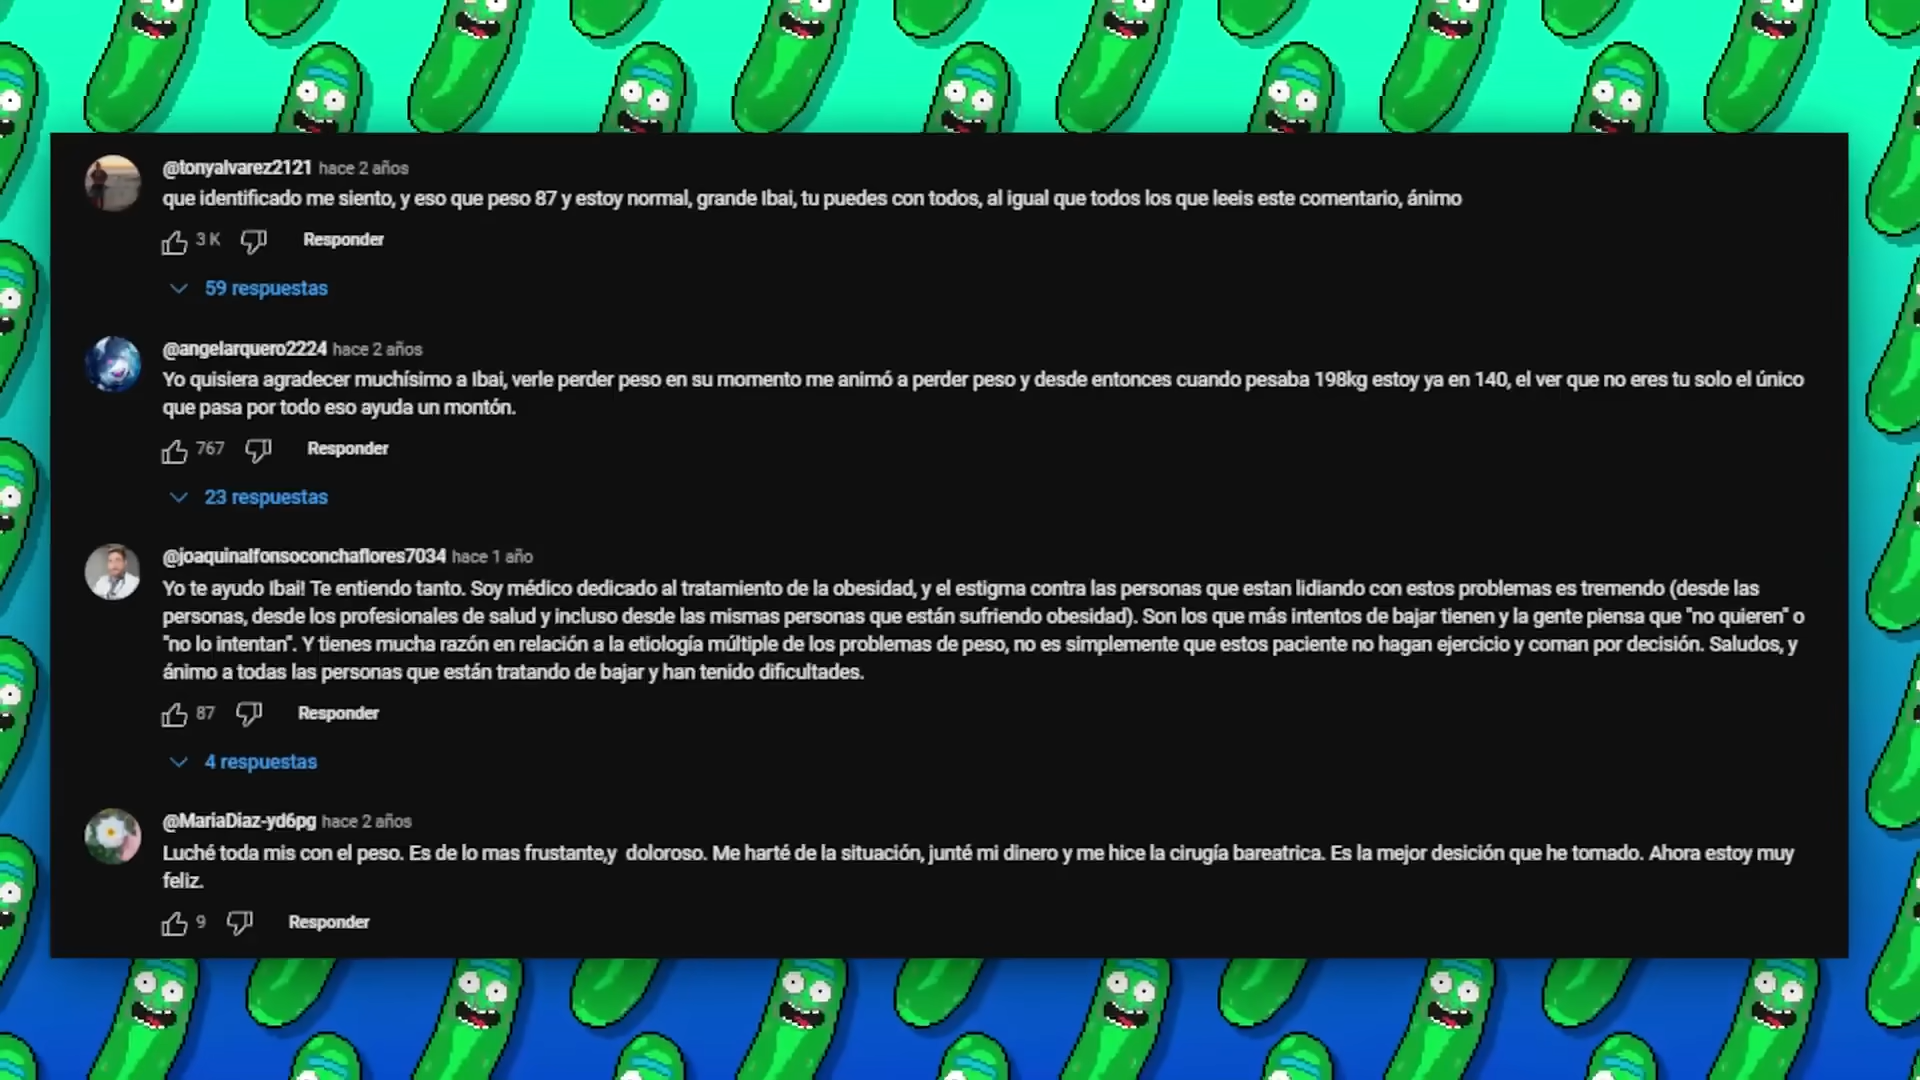 @tonyalvarez2121 hace 2 años
que identificado me siento, y eso que peso 87 y estoy normal, grande Ibai, tu puedes con todos, al igual que todos los que leeis este comentario, ánimo
3 K Responder
59 respuestas
@angelarquero2224 hace 2 años
Yo quisiera agradecer muchísimo a Ibai, verle perder peso en su momento me animó a perder peso y desde entonces cuando pesaba 198kg estoy ya en 140, el ver que no eres tu solo el único
que pasa por todo eso ayuda un montón.
767 Responder
23 respuestas
@joaquinalfonsoconchaflores7034 hace 1 año
Yo te ayudo Ibai! Te entiendo tanto. Soy médico dedicado al tratamiento de la obesidad, y el estigma contra las personas que estan lidiando con estos problemas es tremendo (desde las
personas, desde los profesionales de salud y incluso desde las mismas personas que están sufriendo obesidad). Son los que más intentos de bajar tienen y la gente piensa que "no quieren" o
"no lo intentan". Y tienes mucha razón en relación a la etiología múltiple de los problemas de peso, no es simplemente que estos paciente no hagan ejercicio y coman por decisión. Saludos, y
ánimo a todas las personas que están tratando de bajar y han tenido dificultades.
87 Responder
4 respuestas
@MariaDiaz-yd6pg hace 2 años
Luché toda mis con el peso. Es de lo mas frustante,y  doloroso. Me harté de la situación, junté mi dinero y me hice la cirugía bareatrica. Es la mejor desición que he tomado. Ahora estoy muy
feliz.
9 Responder